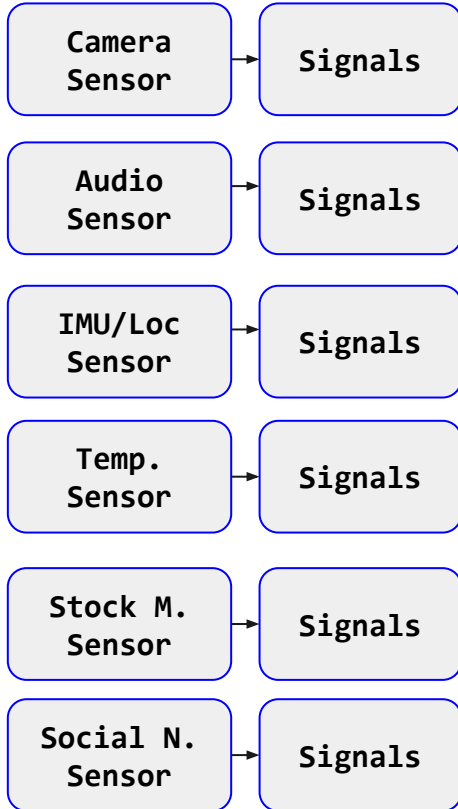 Camera
Sensor
Signals
Audio
Sensor
Signals
IMU/Loc
Sensor
Signals
Temp.
Sensor
Signals
Stock M.
Sensor
Signals
Social N.
Sensor
Signals